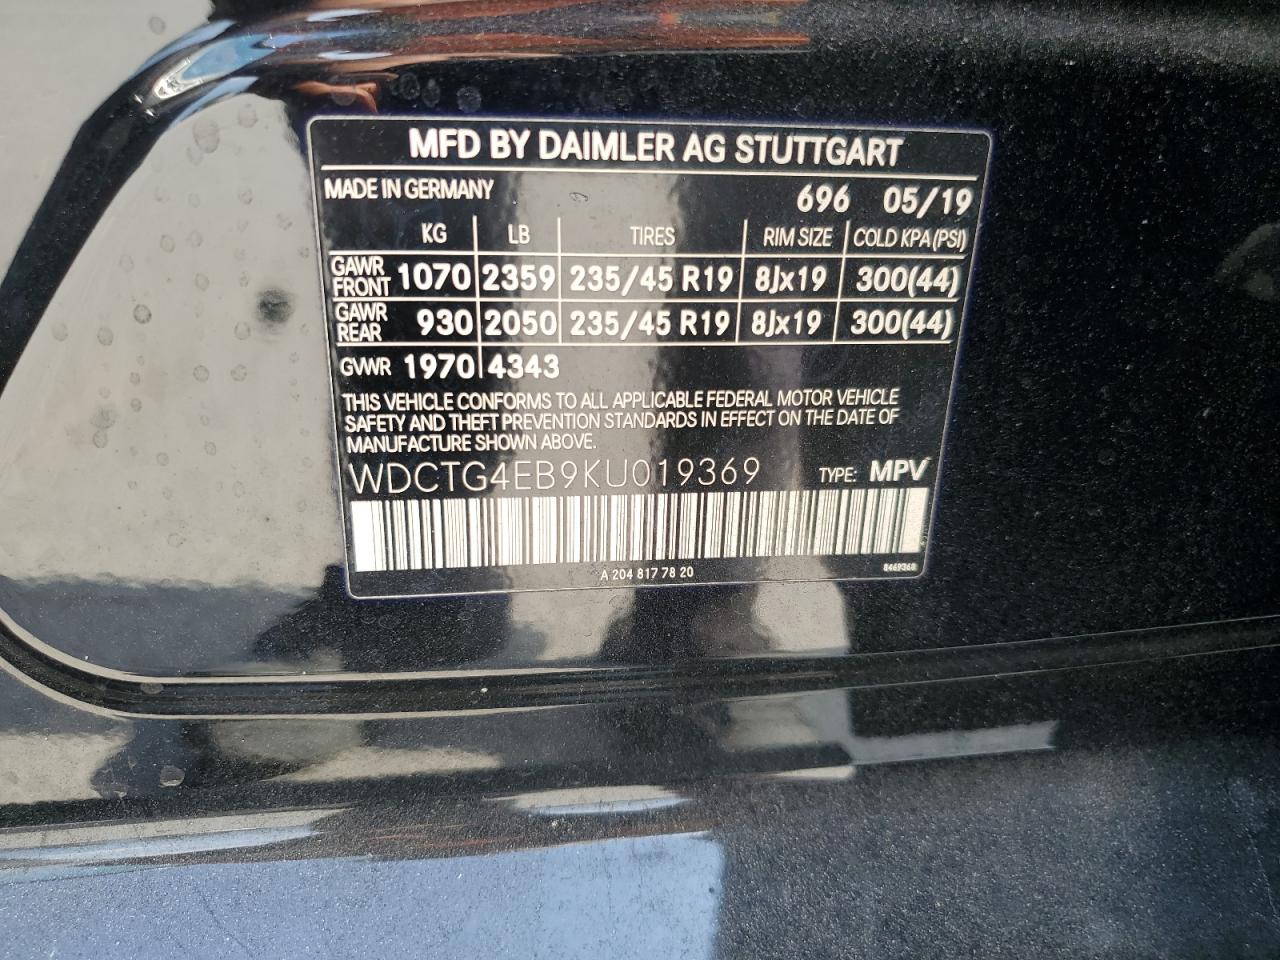 MFD BY DAIMLER AG STUTTGART
MADE IN GERMANY 696 05/19
KG LB TIRES RIM SIZE COLD KPA (PSI)
GAWR FRONT 1070 2359 235/45 R19 8Jx19 300(44)
GAWR REAR 930 2050 235/45 R19 8Jx19 300(44)
GVWR 1970 4343
THIS VEHICLE CONFORMS TO ALL APPLICABLE FEDERAL MOTOR VEHICLE
SAFETY AND THEFT PREVENTION STANDARDS IN EFFECT ON THE DATE OF
MANUFACTURE SHOWN ABOVE.
WDCTG4EB9KU019369 TYPE: MPV
A 204 817 78 20 8469368